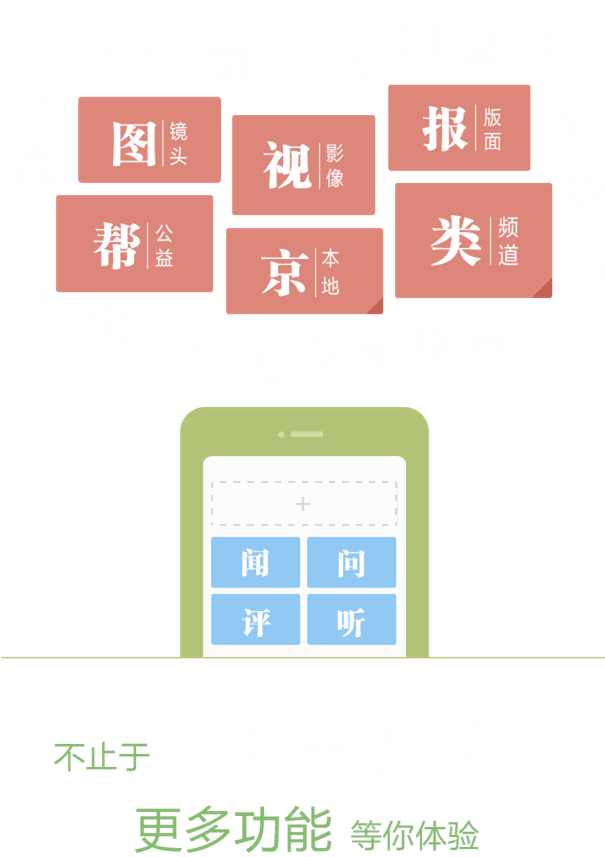 图 镜头
视 影像
报 版面
帮 公益
京 本地
类 频道
+
闻 问
评 听
不止于
更多功能 等你体验